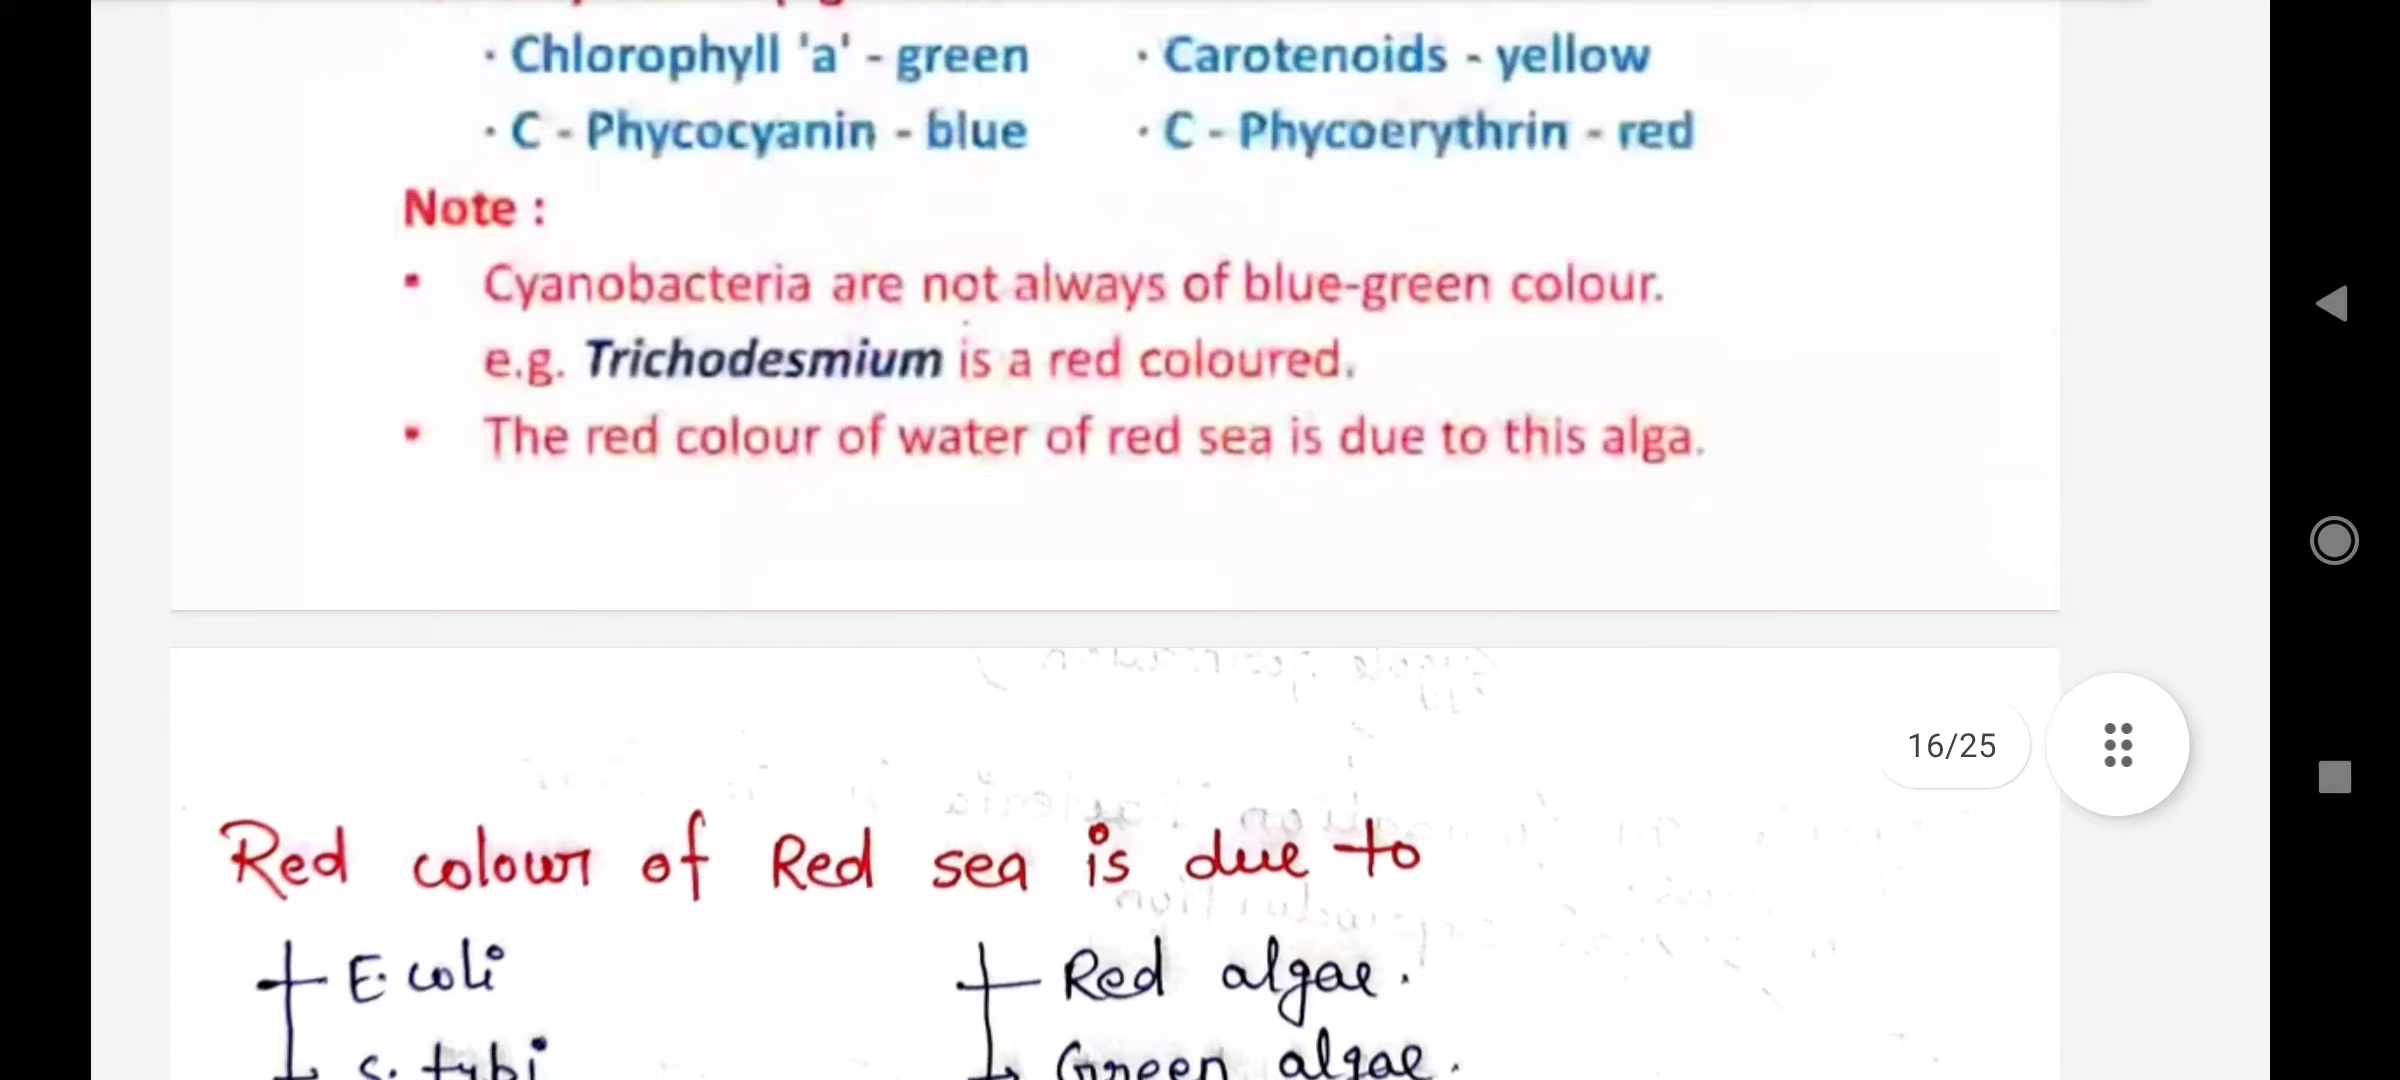 · Chlorophyll 'a' - green · Carotenoids - yellow
· C - Phycocyanin - blue · C - Phycoerythrin - red
Note :
▪ Cyanobacteria are not always of blue-green colour.
e.g. Trichodesmium is a red coloured.
▪ The red colour of water of red sea is due to this alga.
16/25
Red colour of Red sea is due to
E. coli Red algae.
Green algae.